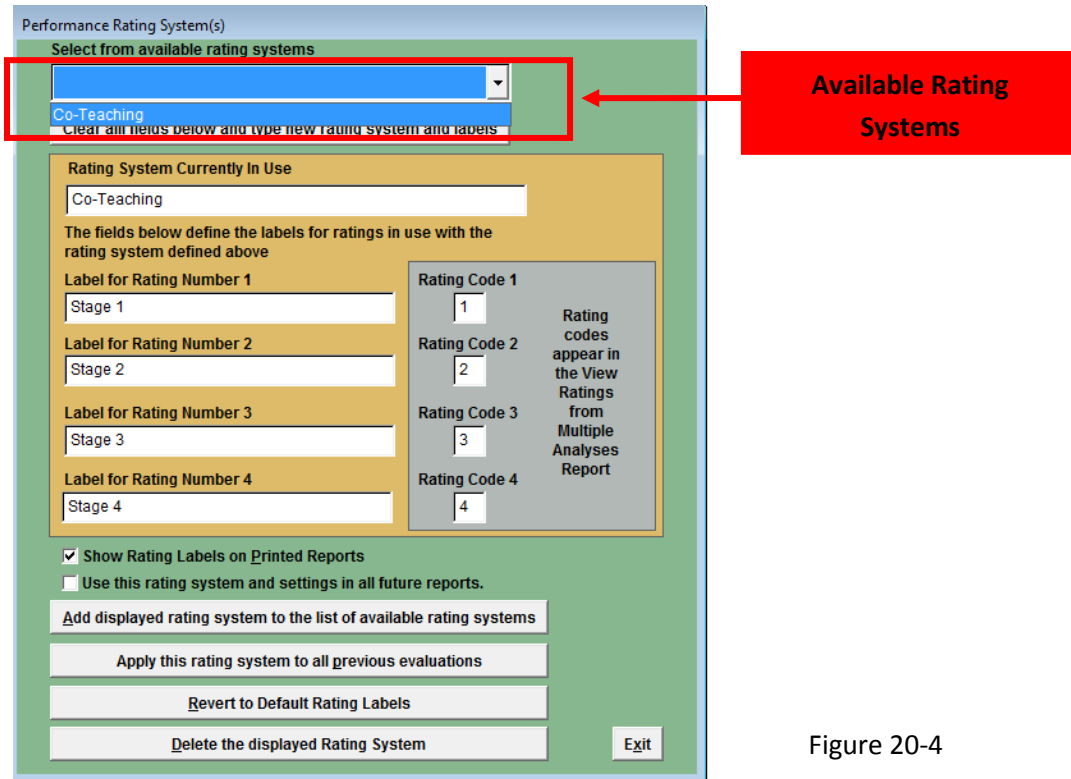 Performance Rating System(s)
Select from available rating systems
Co-Teaching
Clear alll fields below and type new rating system and labels
Available Rating
Systems
Rating System Currently In Use
Co-Teaching
The fields below define the labels for ratings in use with the
rating system defined above
Label for Rating Number 1
Stage 1
Rating Code 1
1
Label for Rating Number 2
Stage 2
Rating Code 2
2
Label for Rating Number 3
Stage 3
Rating Code 3
3
Label for Rating Number 4
Stage 4
Rating Code 4
4
Rating
codes
appear in
the View
Ratings
from
Multiple
Analyses
Report
Show Rating Labels on Printed Reports
Use this rating system and settings in all future reports.
Add displayed rating system to the list of available rating systems
Apply this rating system to all previous evaluations
Revert to Default Rating Labels
Delete the displayed Rating System
Exit
Figure 20-4